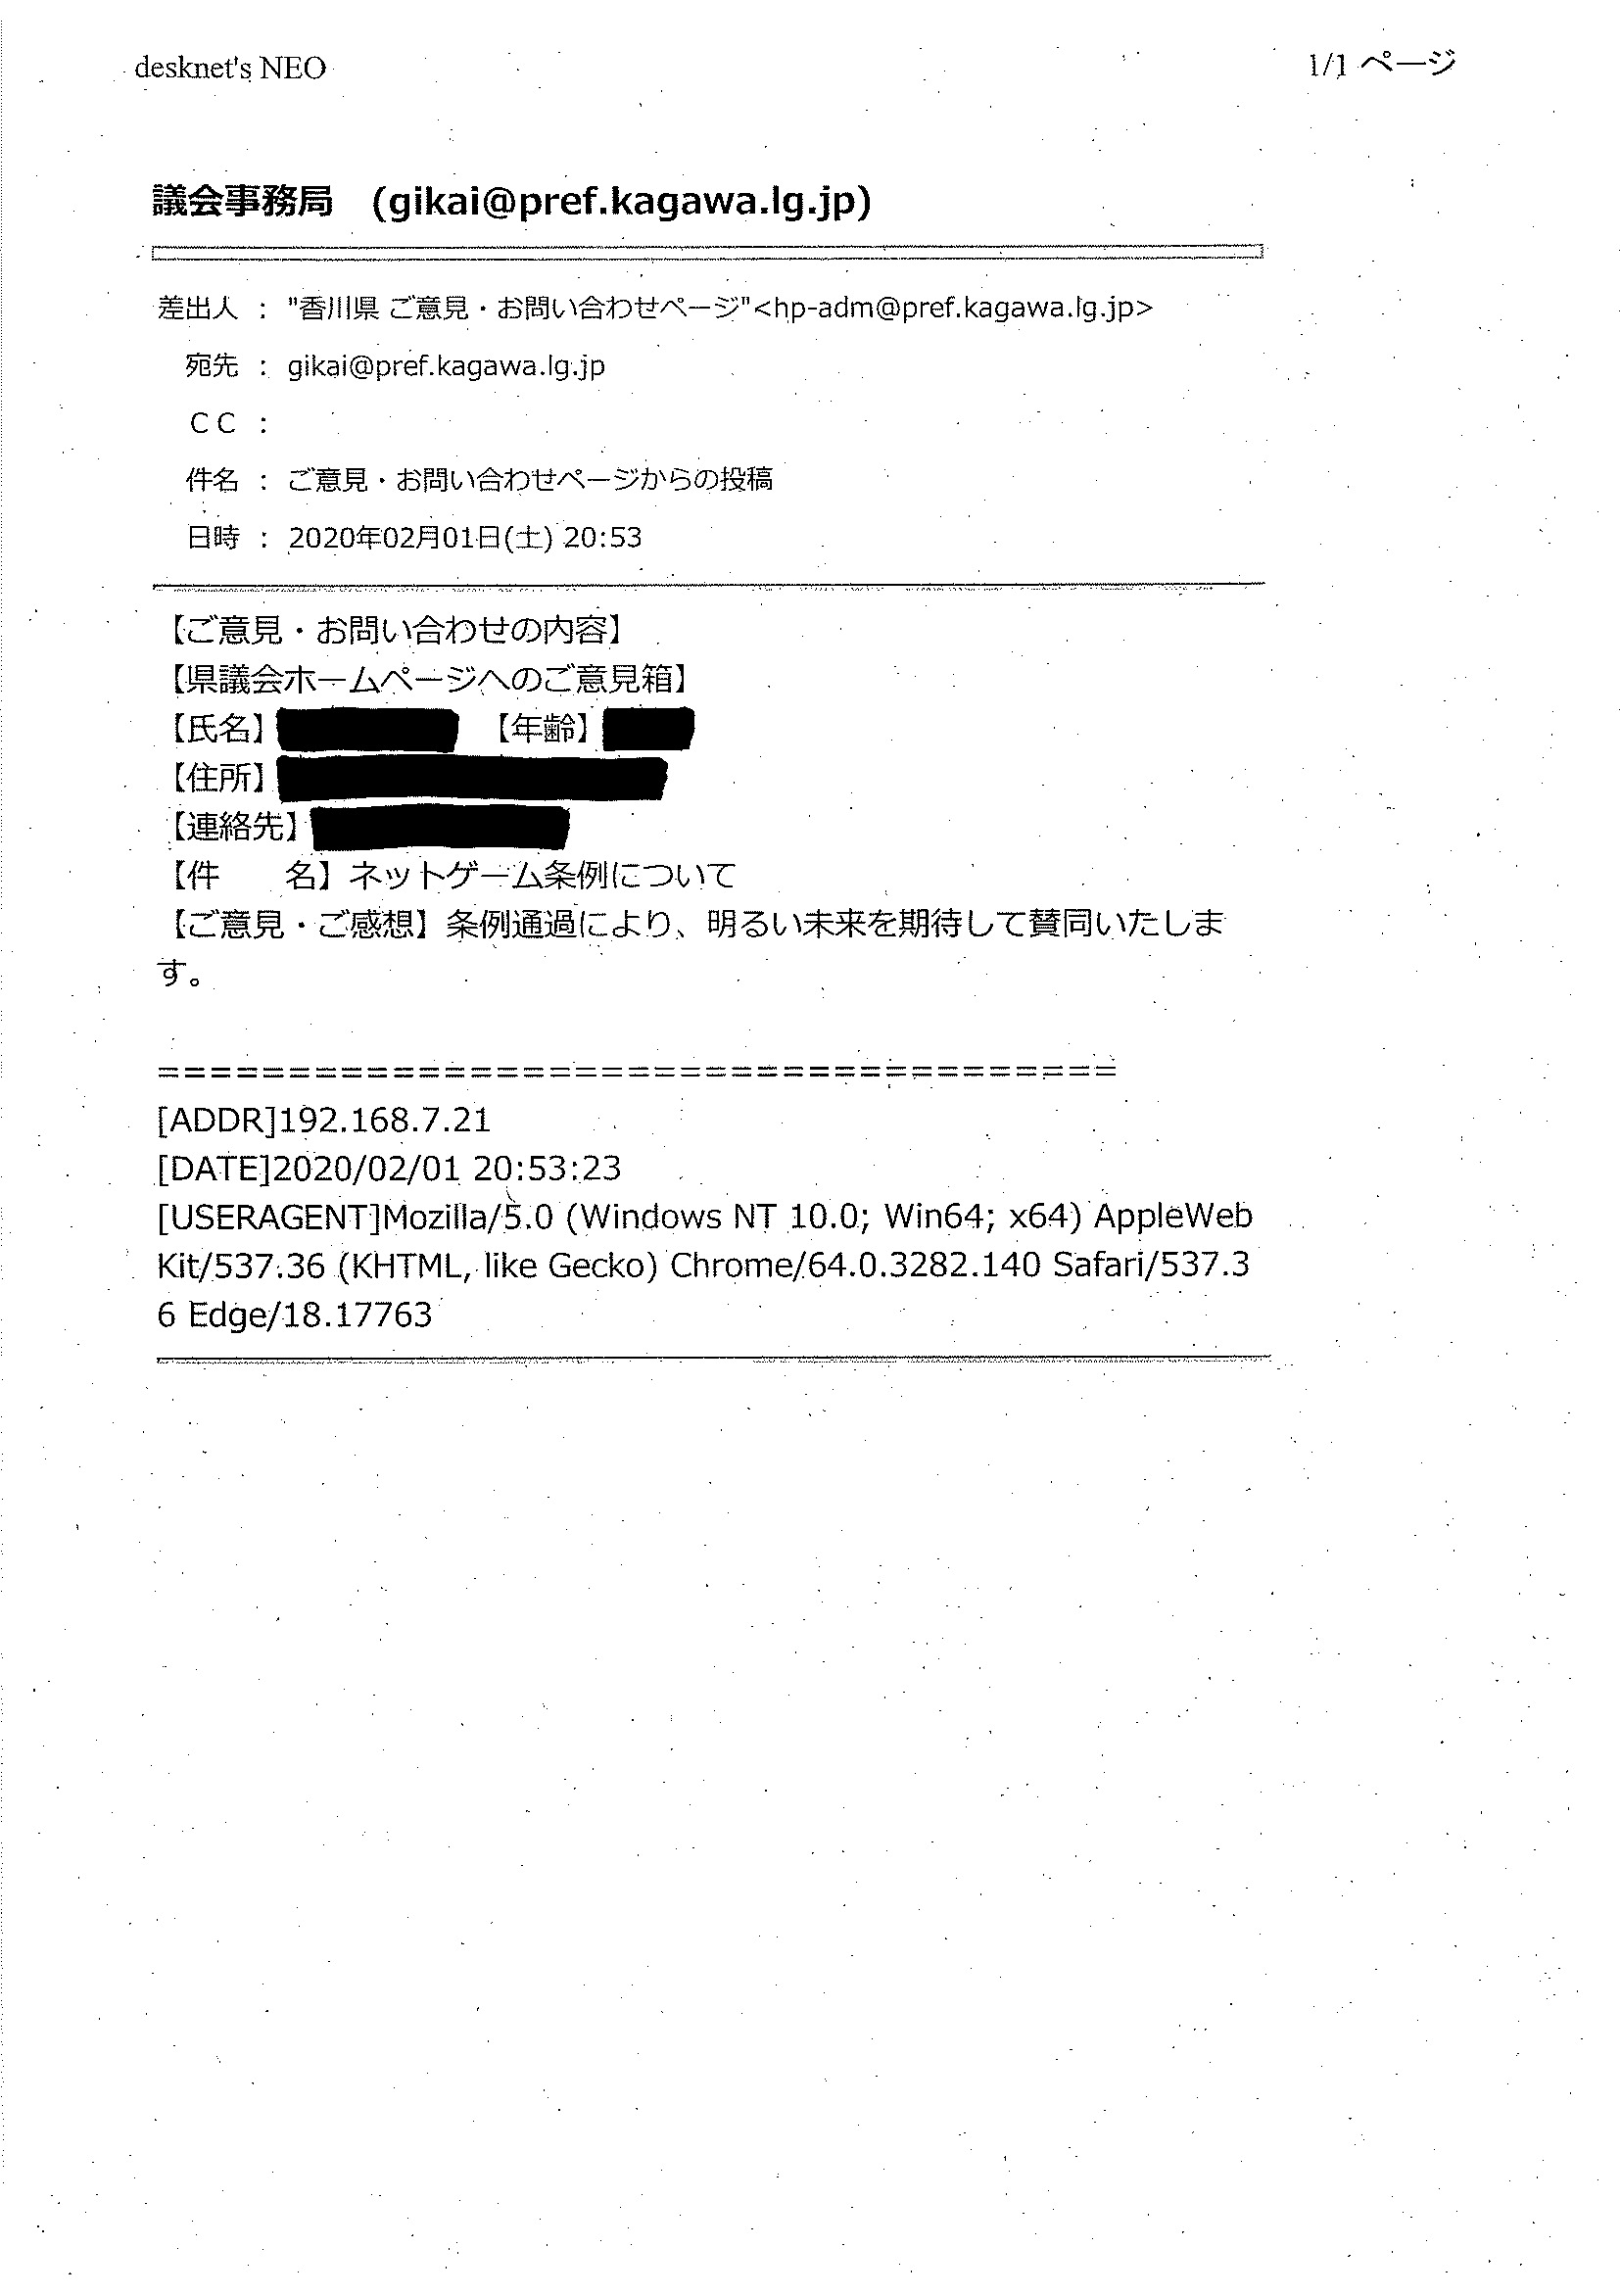 desknet's NEO
1/1 ページ
議会事務局　(gikai@pref.kagawa.lg.jp)
差出人 ： "香川県 ご意見・お問い合わせページ"<hp-adm@pref.kagawa.lg.jp>
宛先 ： gikai@pref.kagawa.lg.jp
ＣＣ ：
件名 ： ご意見・お問い合わせページからの投稿
日時 ： 2020年02月01日(土) 20:53
【ご意見・お問い合わせの内容】
【県議会ホームページへのご意見箱】
【氏名】　【年齢】
【住所】
【連絡先】
【件　　名】ネットゲーム条例について
【ご意見・ご感想】条例通過により、明るい未来を期待して賛同いたしま
す。
=====================================
[ADDR]192.168.7.21
[DATE]2020/02/01 20:53:23
[USERAGENT]Mozilla/5.0 (Windows NT 10.0; Win64; x64) AppleWeb
Kit/537.36 (KHTML, like Gecko) Chrome/64.0.3282.140 Safari/537.3
6 Edge/18.17763